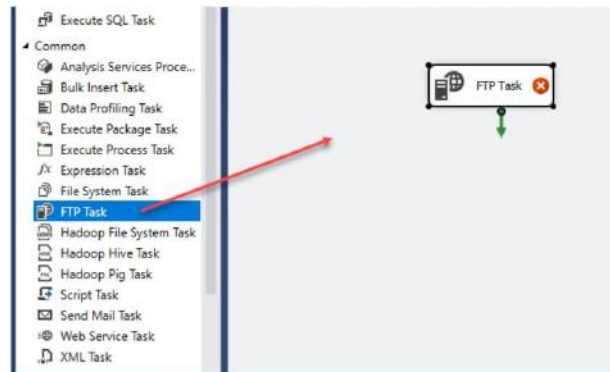 Execute SQL Task
Common
Analysis Services Proce...
Bulk Insert Task
Data Profiling Task
Execute Package Task
Execute Process Task
fx Expression Task
File System Task
FTP Task
Hadoop File System Task
Hadoop Hive Task
Hadoop Pig Task
Script Task
Send Mail Task
Web Service Task
XML Task
FTP Task